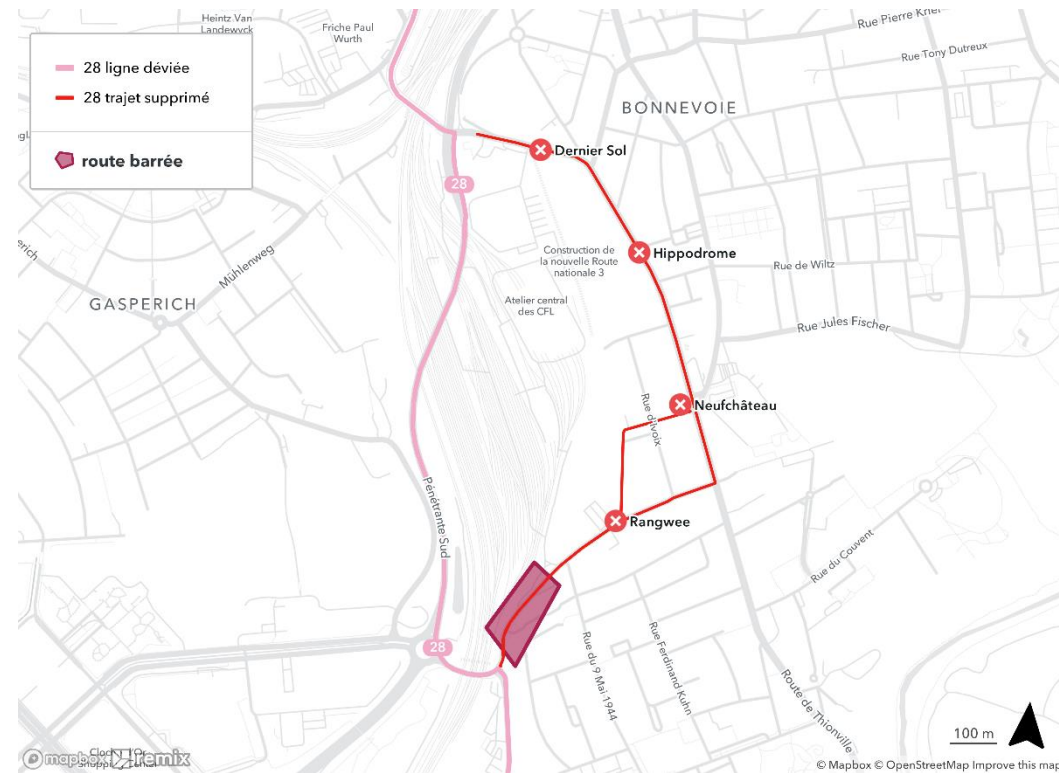 Heintz Van
Landewyck
Friche Paul
Wurth
Rue Pierre Krier
Rue Tony Dutreux
28 ligne déviée
28 trajet supprimé
route barrée
BONNEVOIE
Dernier Sol
28
Hippodrome
Construction de
la nouvelle Route
nationale 3
Rue de Wiltz
Mühlenweg
GASPERICH
Atelier central
des CFL
Rue Jules Fischer
Neufchâteau
Pénétrante Sud
Rangwee
Rue du Couvent
28
Rue du 9 Mai 1944
Rue Ferdinand Kuhn
Route de Thionville
100 m
mapbox
remix
© Mapbox © OpenStreetMap Improve this map